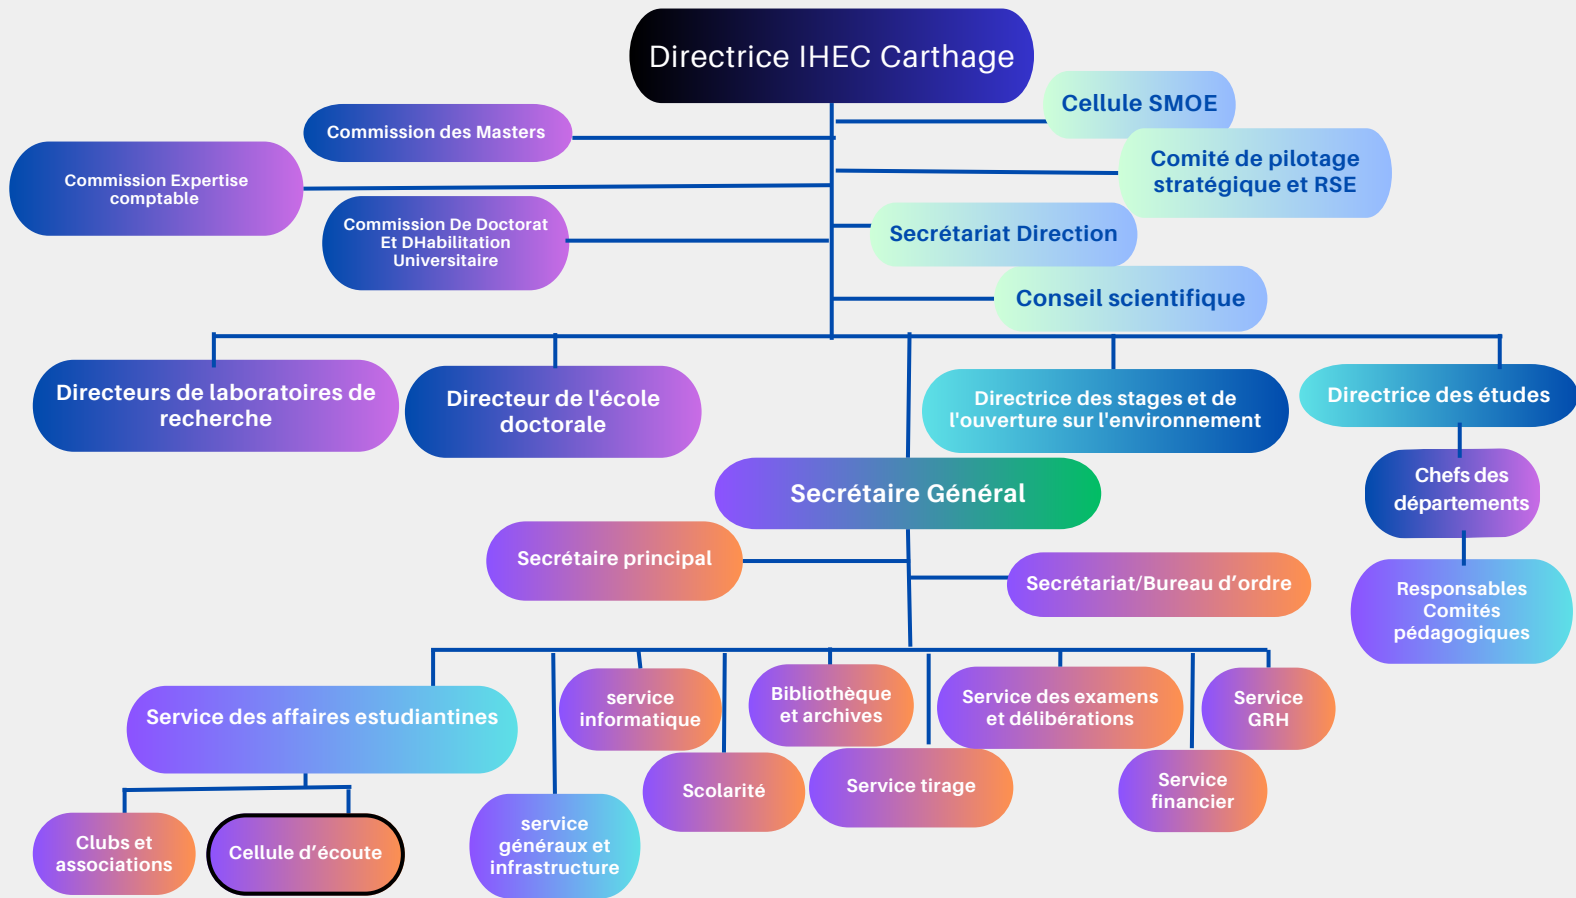 Directrice IHEC Carthage
Cellule SMOE
Commission des Masters
Comité de pilotage
stratégique et RSE
Commission Expertise
comptable
Commission De Doctorat
Et DHabilitation
Universitaire
Secrétariat Direction
Conseil scientifique
Directeurs de laboratoires de
recherche
Directeur de l'école
doctorale
Directrice des stages et de
l'ouverture sur l'environnement
Directrice des études
Chefs des
départements
Secrétaire Général
Secrétaire principal
Secrétariat/Bureau d’ordre
Responsables
Comités
pédagogiques
Service des affaires estudiantines
service
informatique
Bibliothèque
et archives
Service des examens
et délibérations
Service
GRH
Scolarité
Service tirage
Service
financier
Clubs et
associations
Cellule d’écoute
service
généraux et
infrastructure